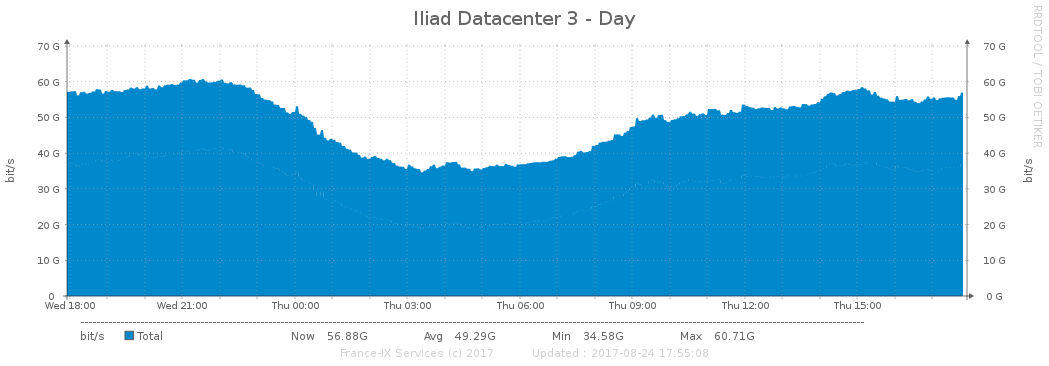 Iliad Datacenter 3 - Day
RRDTOOL / TOBI OETIKER
70 G 70 G
60 G 60 G
50 G 50 G
40 G 40 G
30 G 30 G
20 G 20 G
10 G 10 G
0 0 G
bit/s
bit/s
Wed 18:00 Wed 21:00 Thu 00:00 Thu 03:00 Thu 06:00 Thu 09:00 Thu 12:00 Thu 15:00
bit/s Total Now 56.88G Avg 49.29G Min 34.58G Max 60.71G
France-IX Services (c) 2017 Updated : 2017-08-24 17:55:08